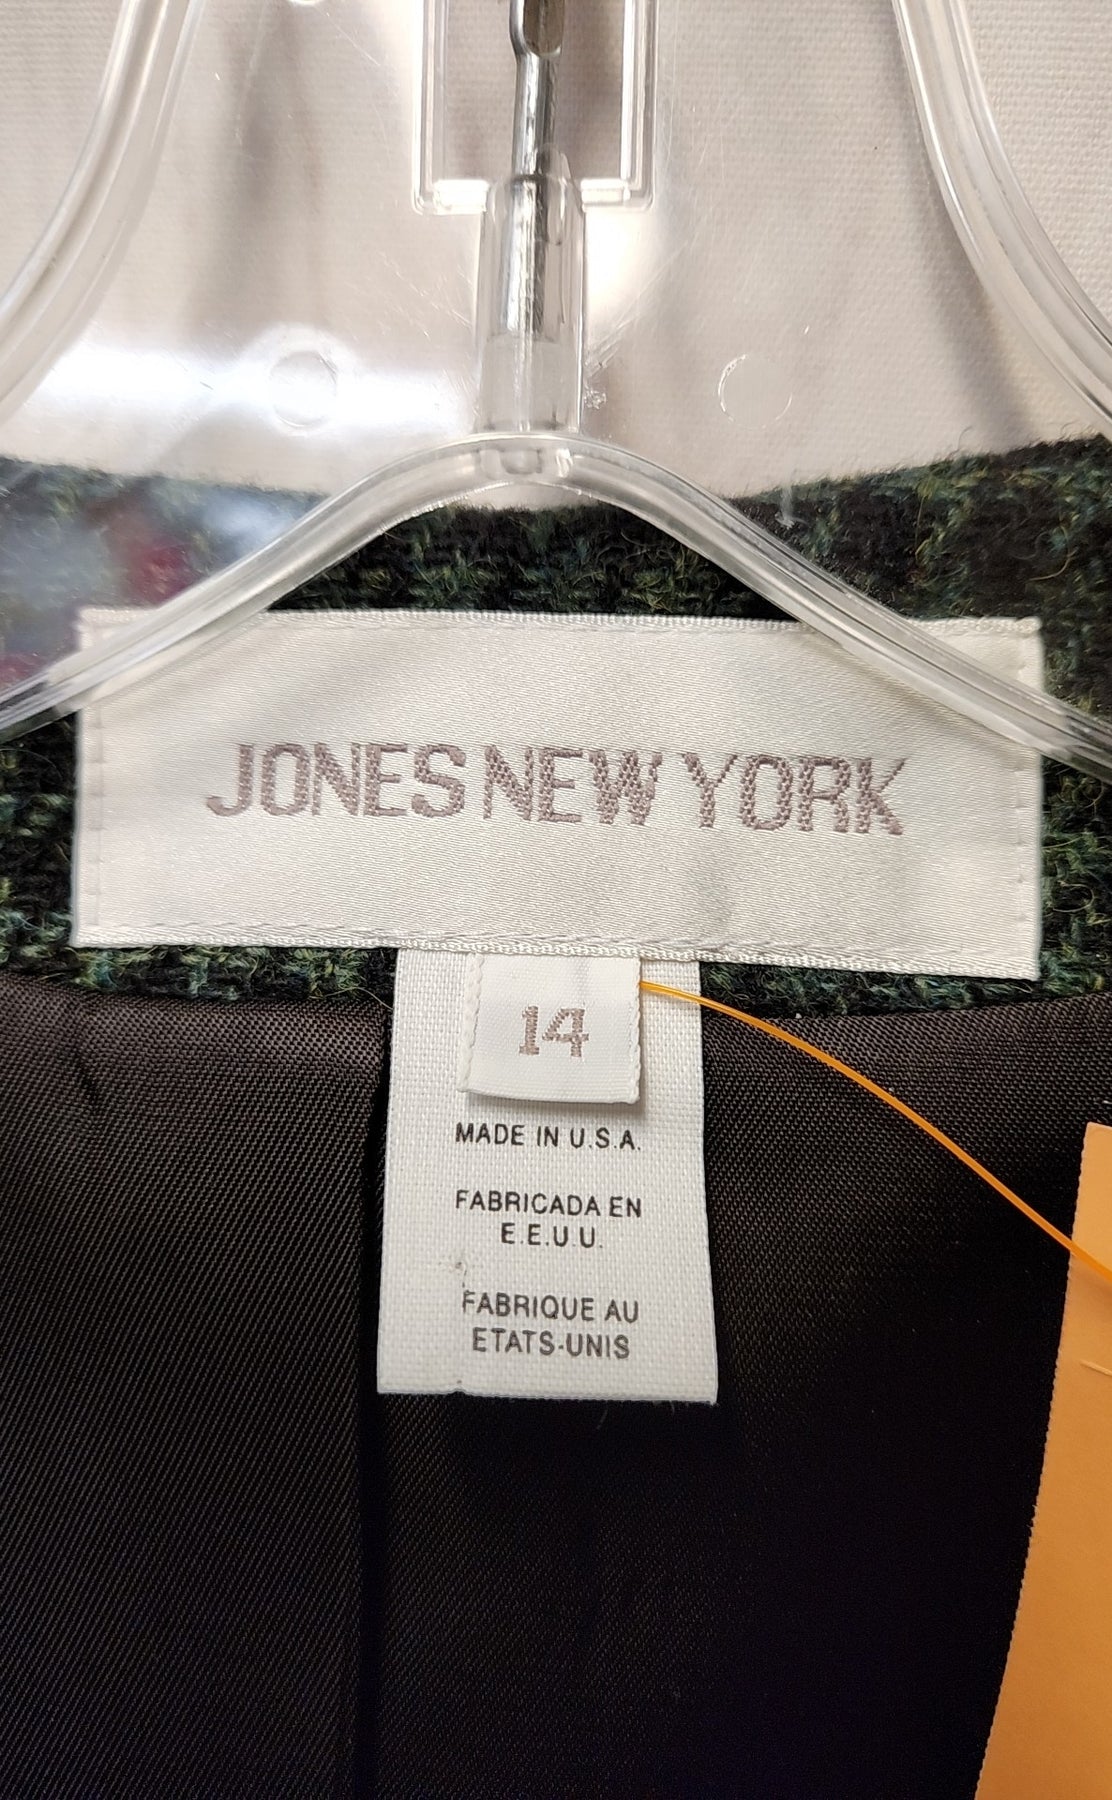 JONES NEW YORK
14
MADE IN U.S.A.
FABRICADA EN
E.E.U.U.
FABRIQUE AU
ETATS-UNIS